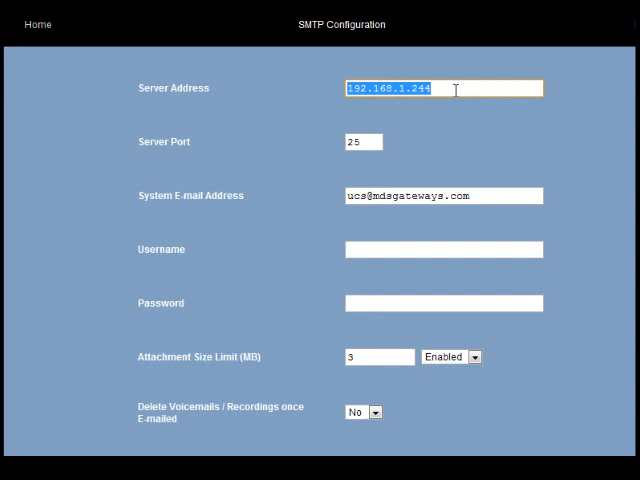 Home
SMTP Configuration
Server Address
192.168.1.244
Server Port
25
System E-mail Address
ucs@mdsgateways.com
Username
Password
Attachment Size Limit (MB)
3
Enabled
Delete Voicemails / Recordings once
E-mailed
No